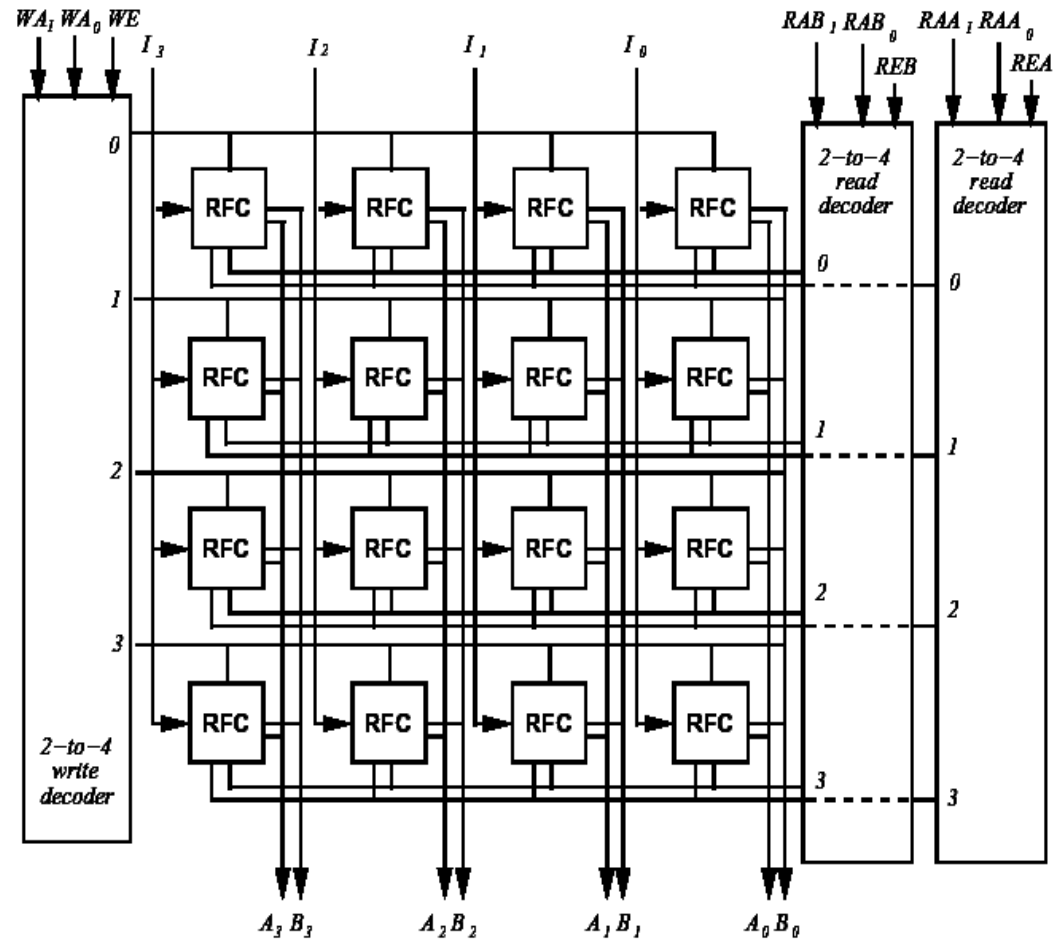 WA₁ WA₀ WE
I₃ I₂ I₁ I₀
RAB₁ RAB₀ RAA₁ RAA₀
REB REA
0
2-to-4 read decoder
2-to-4 read decoder
RFC RFC RFC RFC
0
0
1
RFC RFC RFC RFC
1
1
2
RFC RFC RFC RFC
2
2
3
RFC RFC RFC RFC
2-to-4 write decoder
3
3
A₃ B₃ A₂ B₂ A₁ B₁ A₀ B₀